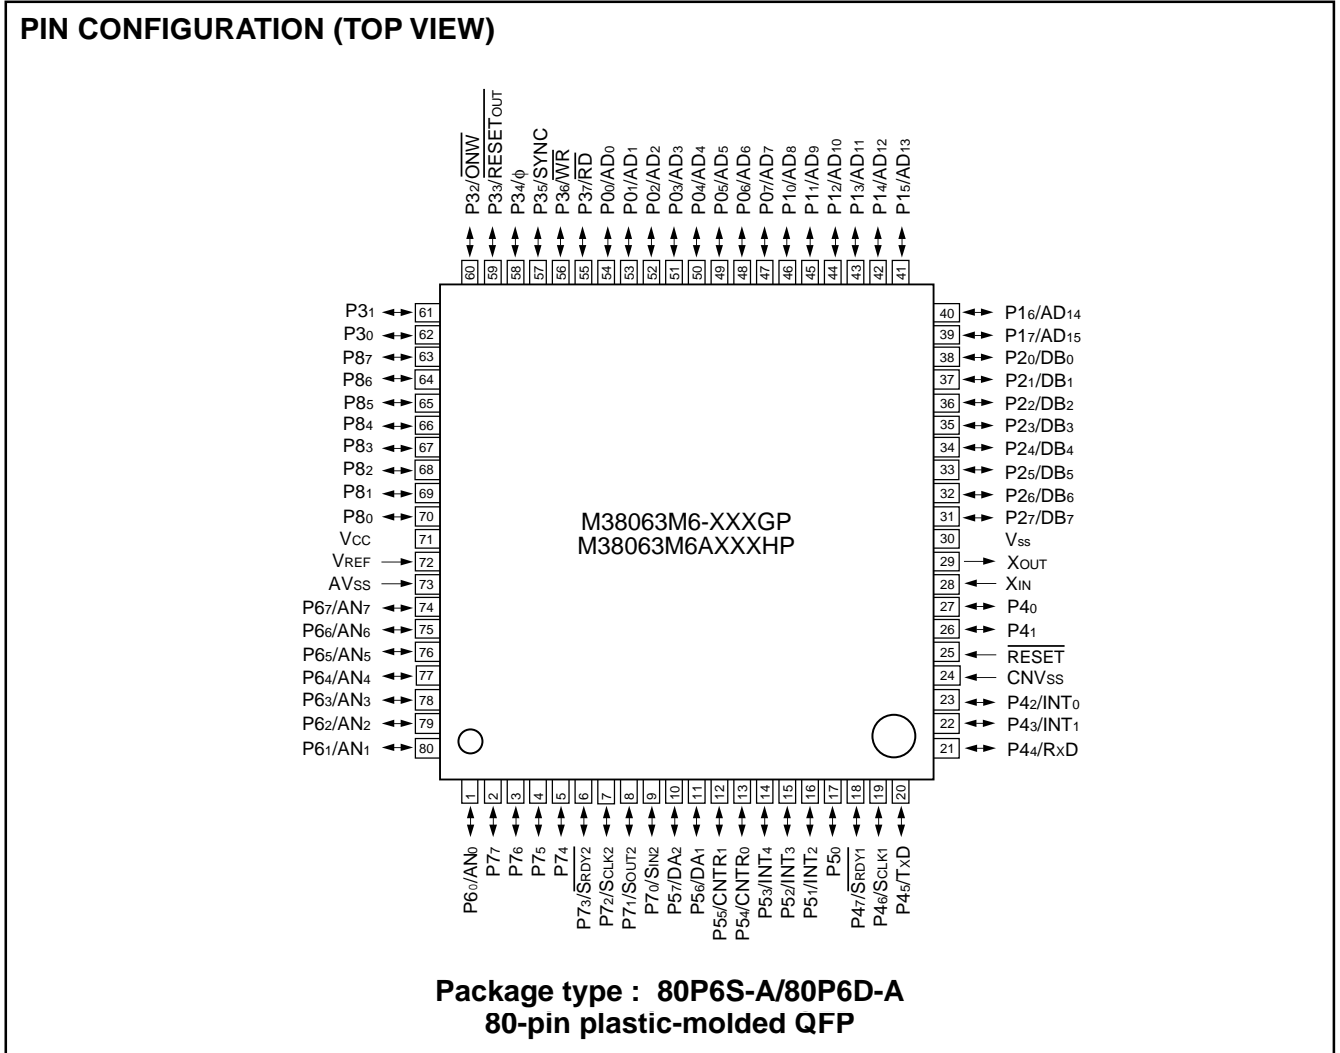 PIN CONFIGURATION (TOP VIEW)
P32/ONW
P33/RESETOUT
P34/ϕ
P35/SYNC
P36/WR
P37/RD
P00/AD0
P01/AD1
P02/AD2
P03/AD3
P04/AD4
P05/AD5
P06/AD6
P07/AD7
P10/AD8
P11/AD9
P12/AD10
P13/AD11
P14/AD12
P15/AD13
60 59 58 57 56 55 54 53 52 51 50 49 48 47 46 45 44 43 42 41
P31 61
P30 62
P87 63
P86 64
P85 65
P84 66
P83 67
P82 68
P81 69
P80 70
VCC 71
VREF 72
AVSS 73
P67/AN7 74
P66/AN6 75
P65/AN5 76
P64/AN4 77
P63/AN3 78
P62/AN2 79
P61/AN1 80
M38063M6-XXXGP
M38063M6AXXXHP
40 P16/AD14
39 P17/AD15
38 P20/DB0
37 P21/DB1
36 P22/DB2
35 P23/DB3
34 P24/DB4
33 P25/DB5
32 P26/DB6
31 P27/DB7
30 Vss
29 XOUT
28 XIN
27 P40
26 P41
25 RESET
24 CNVSS
23 P42/INT0
22 P43/INT1
21 P44/RXD
1 2 3 4 5 6 7 8 9 10 11 12 13 14 15 16 17 18 19 20
P60/AN0
P77
P76
P75
P74
P73/SRDY2
P72/SCLK2
P71/SOUT2
P70/SIN2
P57/DA2
P56/DA1
P55/CNTR1
P54/CNTR0
P53/INT4
P52/INT3
P51/INT2
P50
P47/SRDY1
P46/SCLK1
P45/TXD
Package type : 80P6S-A/80P6D-A
80-pin plastic-molded QFP